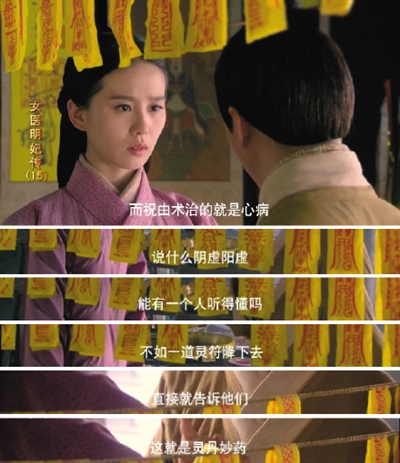 女医明妃传
(15)
而祝由术治的就是心病
说什么阴虚阳虚
能有一个人听得懂吗
不如一道灵符降下去
直接就告诉他们
这就是灵丹妙药